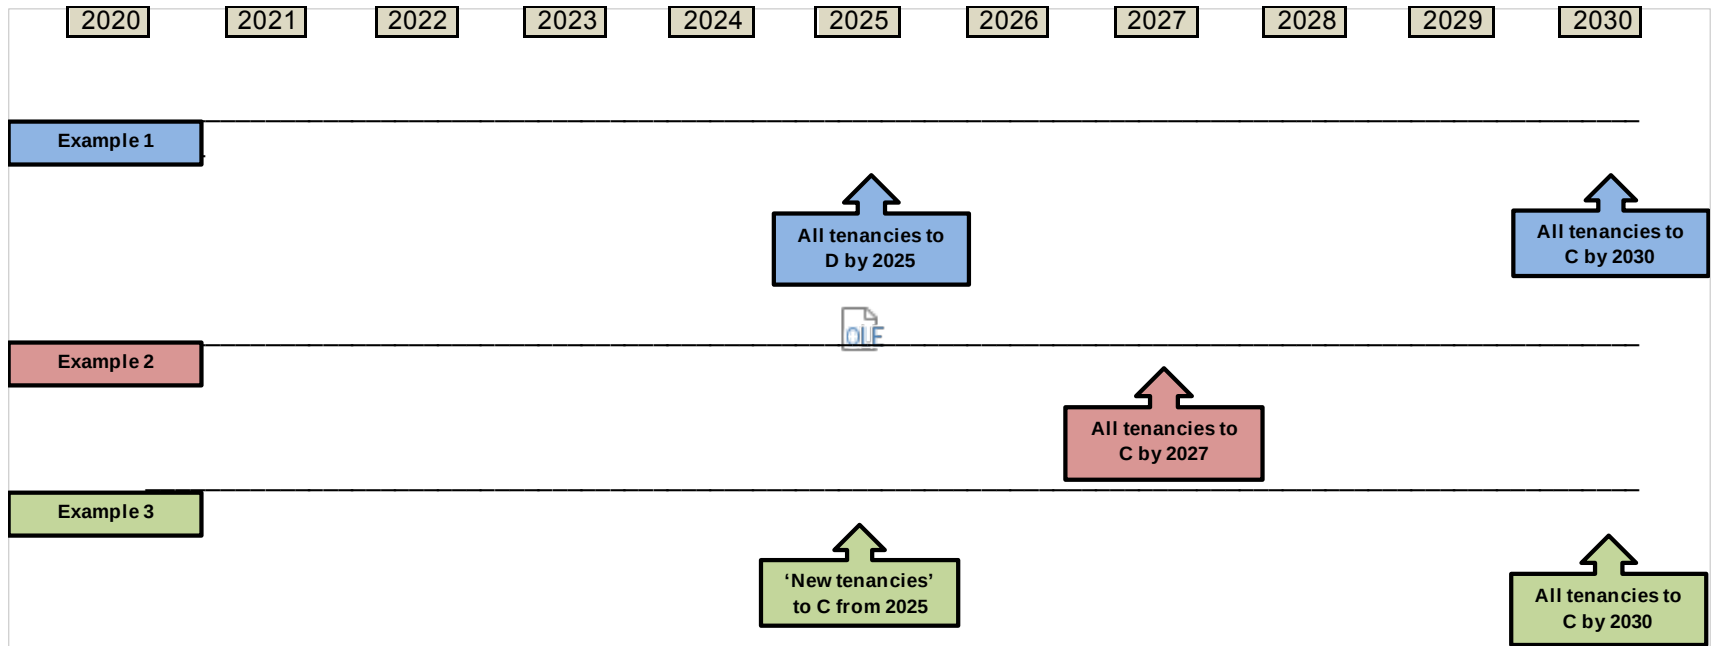 2020 2021 2022 2023 2024 2025 2026 2027 2028 2029 2030
Example 1
All tenancies to
D by 2025
All tenancies to
C by 2030
OLE
Example 2
All tenancies to
C by 2027
Example 3
‘New tenancies’
to C from 2025
All tenancies to
C by 2030